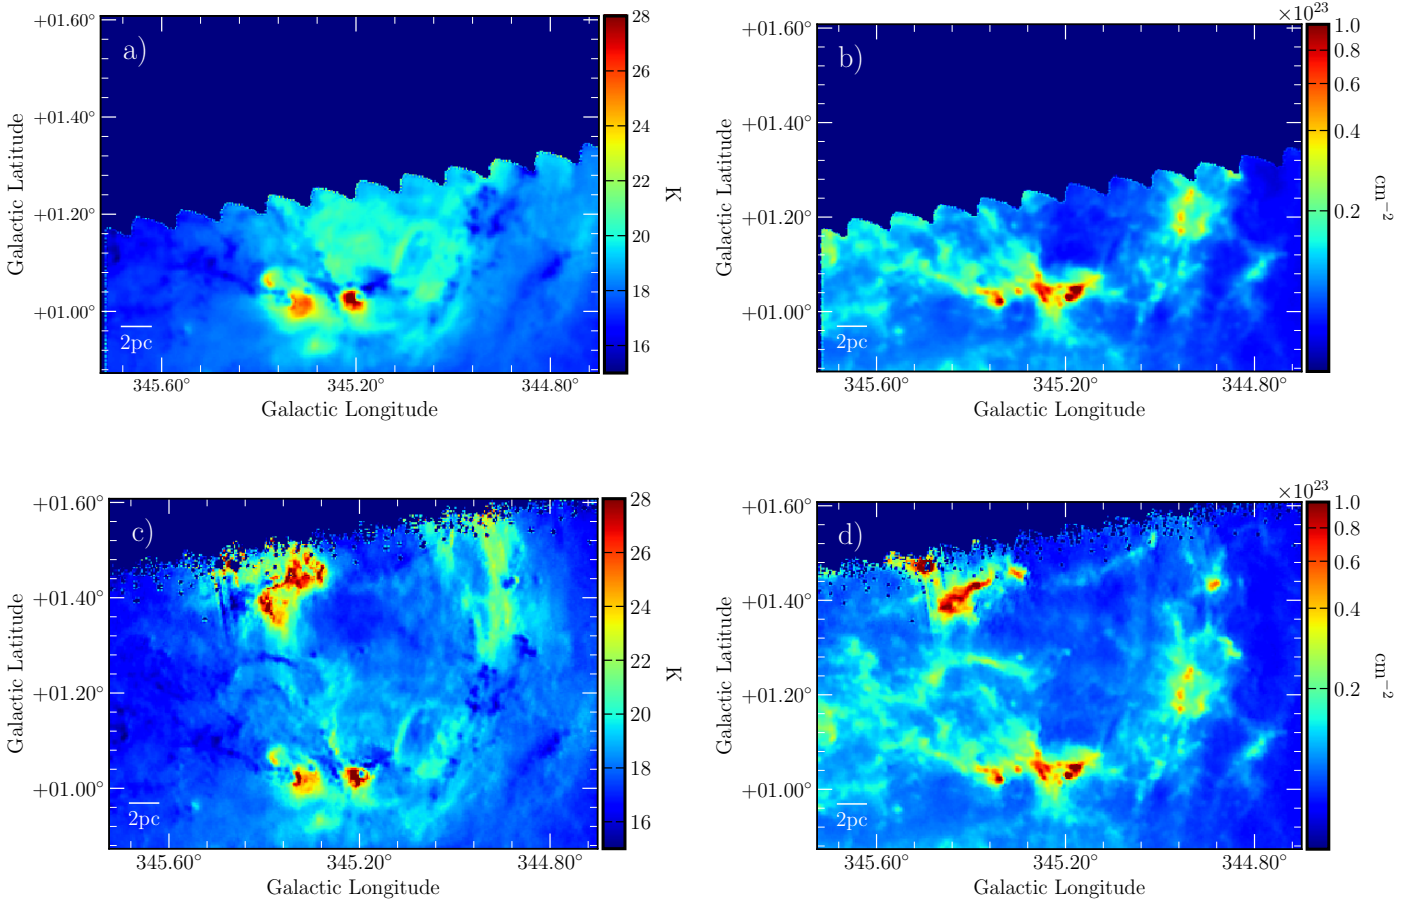 a)
+01.60°
+01.40°
+01.20°
+01.00°
Galactic Latitude
2pc
345.60° 345.20° 344.80°
Galactic Longitude
28
26
24
22
20
18
16
K
b)
+01.60°
+01.40°
+01.20°
+01.00°
Galactic Latitude
2pc
345.60° 345.20° 344.80°
Galactic Longitude
×10²³
1.0
0.8
0.6
0.4
0.2
cm⁻²
c)
+01.60°
+01.40°
+01.20°
+01.00°
Galactic Latitude
2pc
345.60° 345.20° 344.80°
Galactic Longitude
28
26
24
22
20
18
16
K
d)
+01.60°
+01.40°
+01.20°
+01.00°
Galactic Latitude
2pc
345.60° 345.20° 344.80°
Galactic Longitude
×10²³
1.0
0.8
0.6
0.4
0.2
cm⁻²